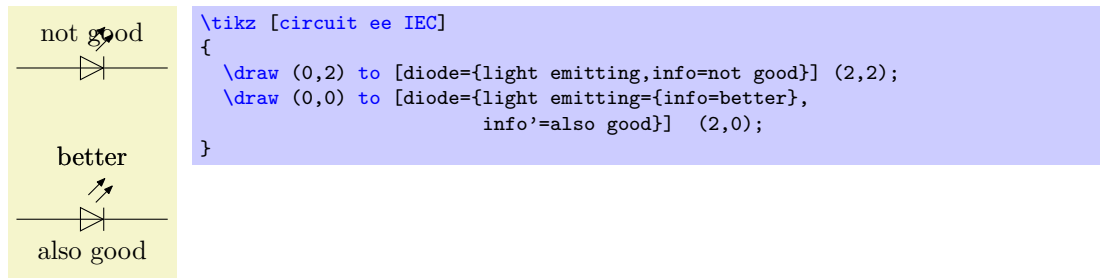 not good
better
also good
\tikz [circuit ee IEC]
{
  \draw (0,2) to [diode={light emitting,info=not good}] (2,2);
  \draw (0,0) to [diode={light emitting={info=better},
                         info'=also good}]  (2,0);
}